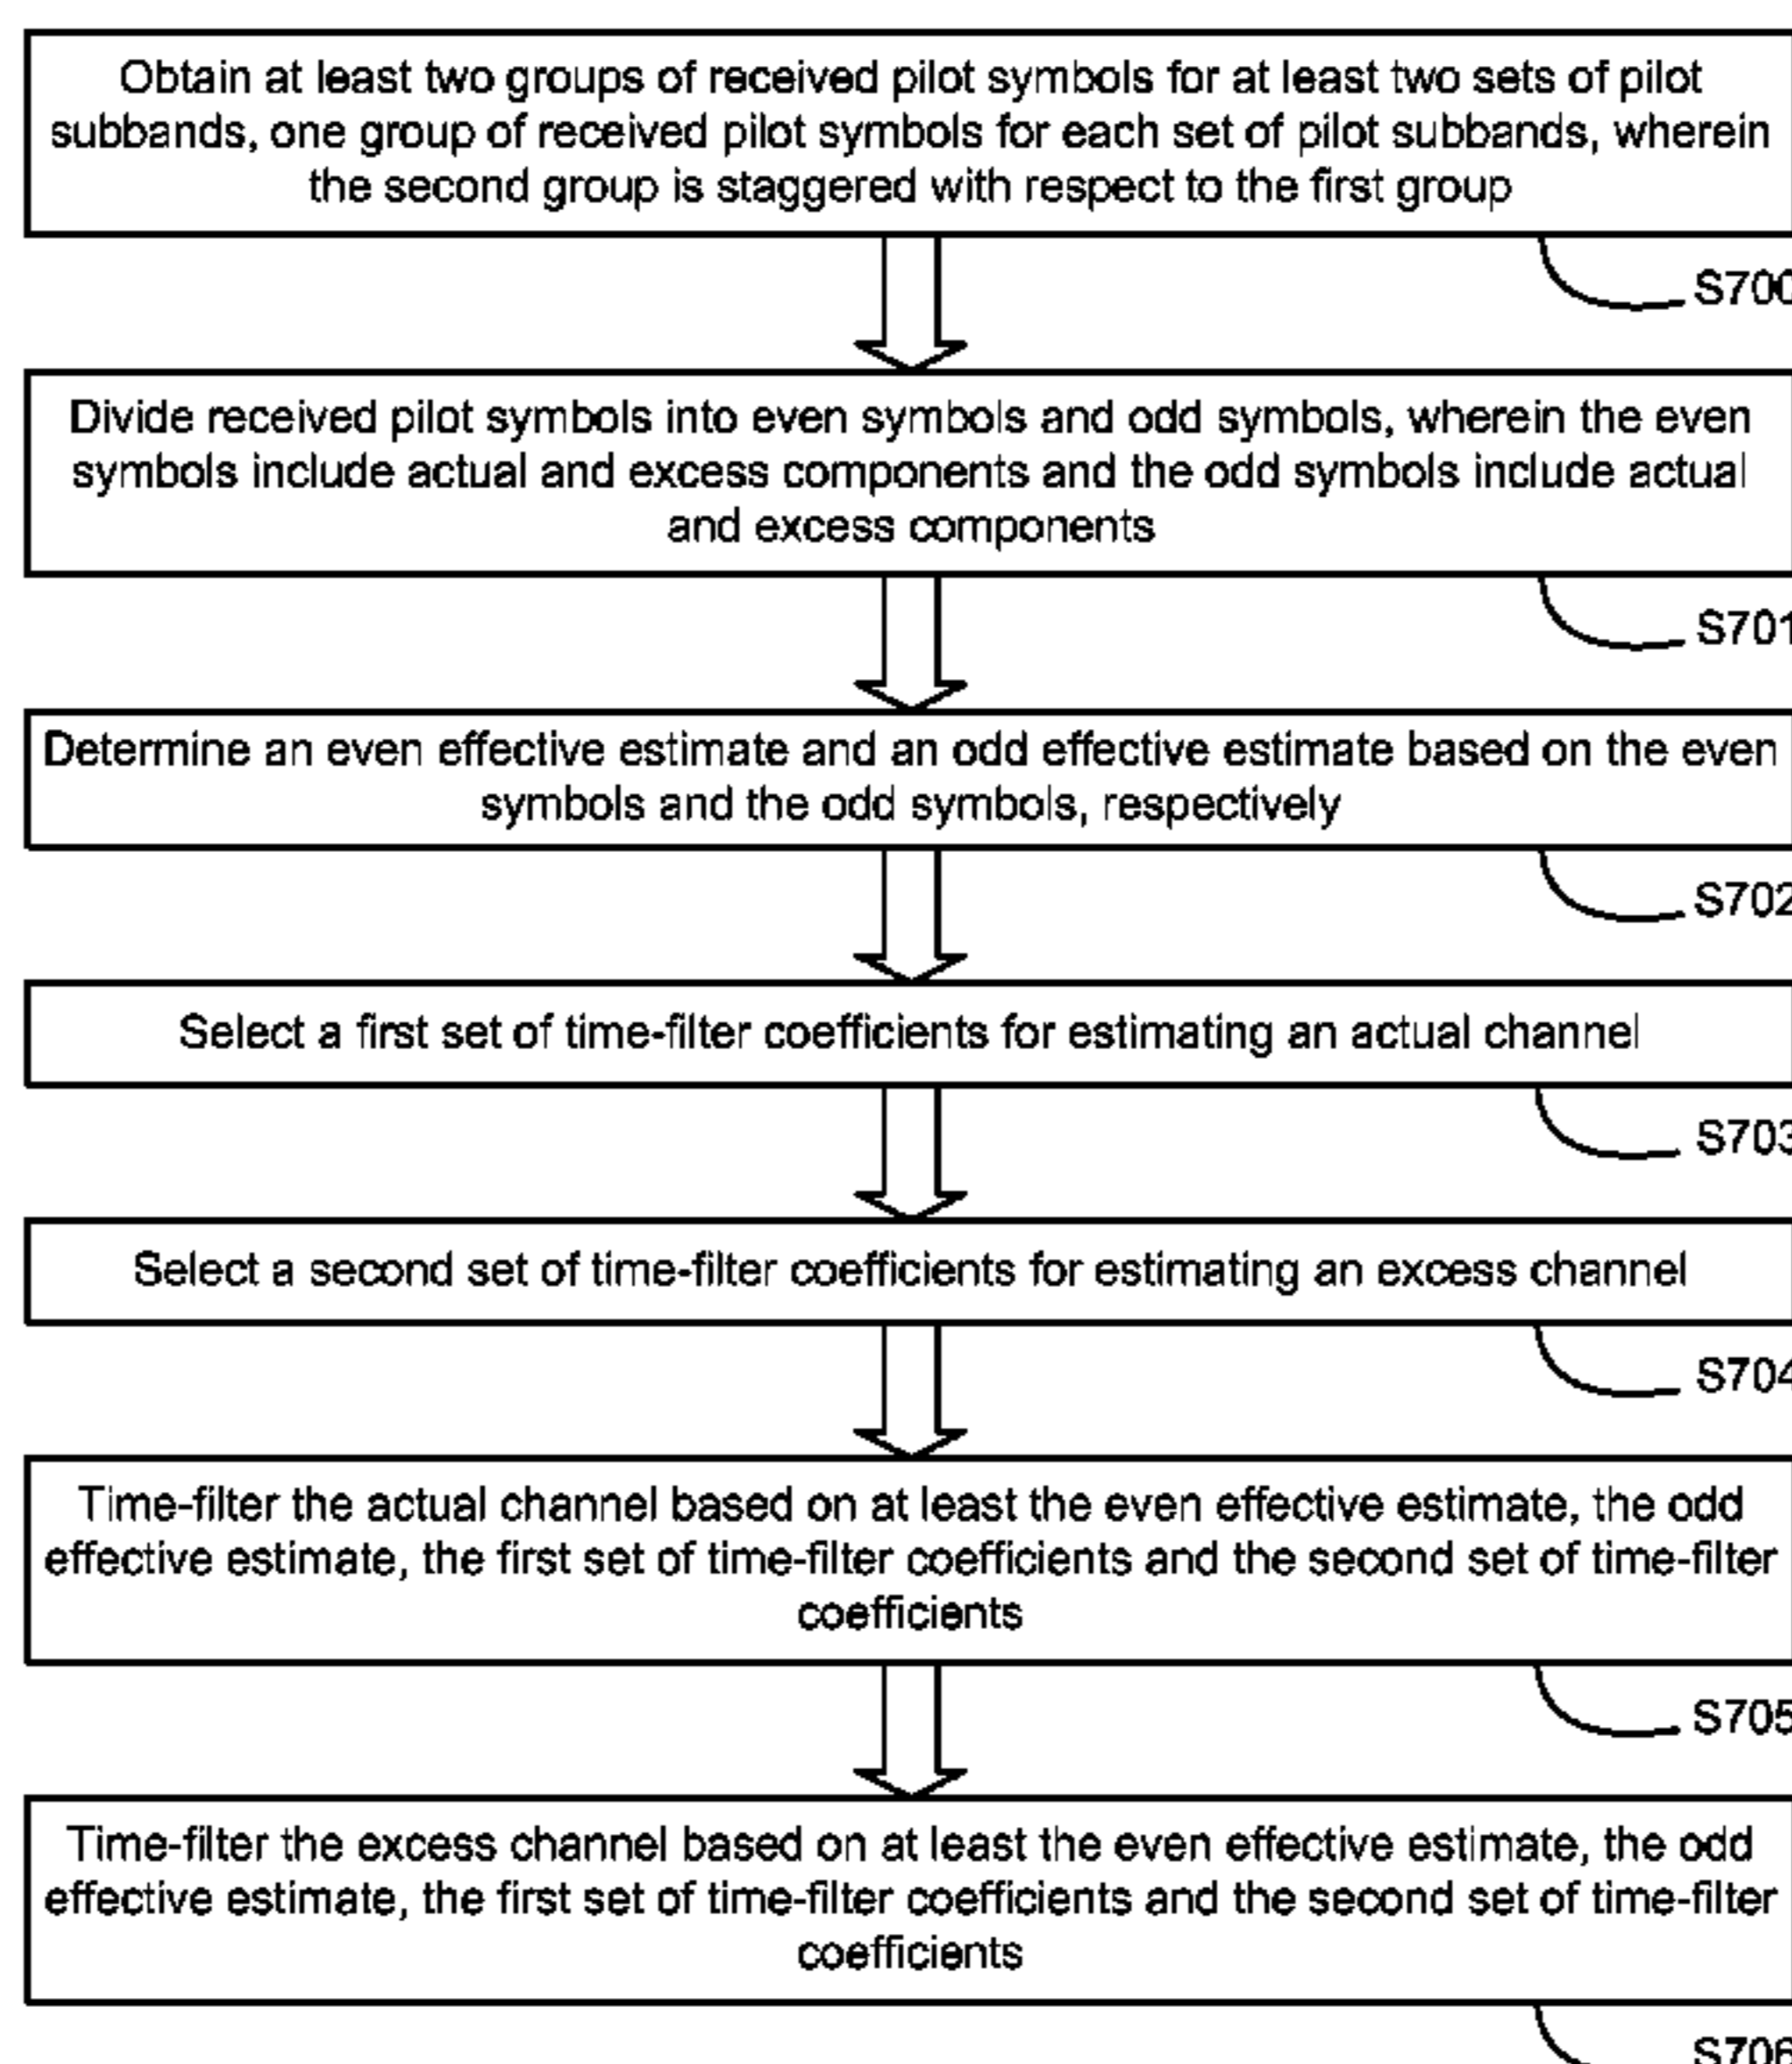 Obtain at least two groups of received pilot symbols for at least two sets of pilot
subbands, one group of received pilot symbols for each set of pilot subbands, wherein
the second group is staggered with respect to the first group
S700
Divide received pilot symbols into even symbols and odd symbols, wherein the even
symbols include actual and excess components and the odd symbols include actual
and excess components
S701
Determine an even effective estimate and an odd effective estimate based on the even
symbols and the odd symbols, respectively
S702
Select a first set of time-filter coefficients for estimating an actual channel
S703
Select a second set of time-filter coefficients for estimating an excess channel
S704
Time-filter the actual channel based on at least the even effective estimate, the odd
effective estimate, the first set of time-filter coefficients and the second set of time-filter
coefficients
S705
Time-filter the excess channel based on at least the even effective estimate, the odd
effective estimate, the first set of time-filter coefficients and the second set of time-filter
coefficients
S706